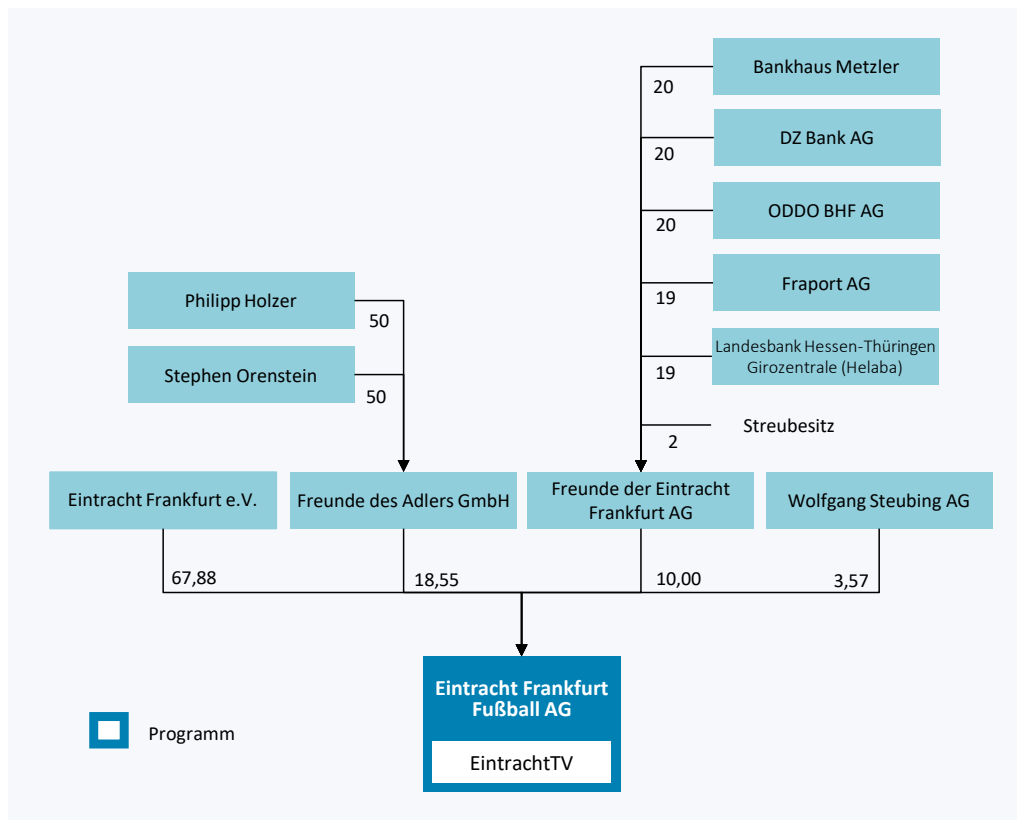 Bankhaus Metzler
20
DZ Bank AG
20
ODDO BHF AG
20
Fraport AG
19
Landesbank Hessen-Thüringen
Girozentrale (Helaba)
19
Streubesitz
2
Philipp Holzer
50
Stephen Orenstein
50
Eintracht Frankfurt e.V.
Freunde des Adlers GmbH
Freunde der Eintracht
Frankfurt AG
Wolfgang Steubing AG
67,88
18,55
10,00
3,57
Eintracht Frankfurt
Fußball AG
EintrachtTV
Programm